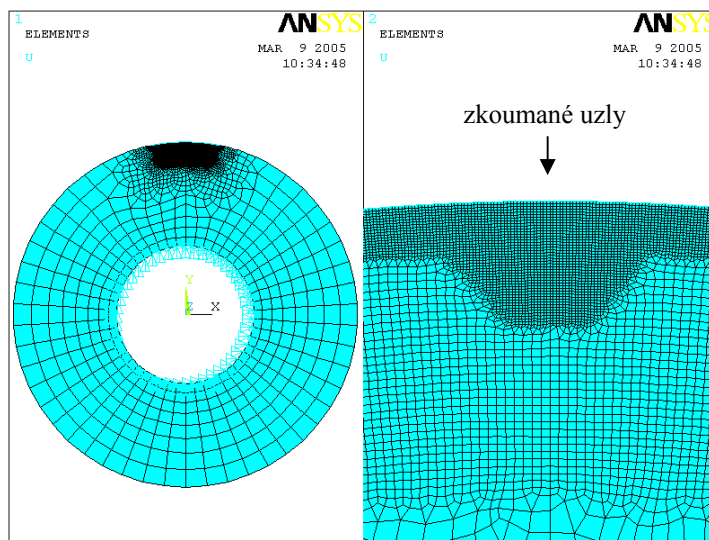 1
ANSYS
ELEMENTS
MAR 9 2005
U
10:34:48
Y
Z X
2
ANSYS
ELEMENTS
MAR 9 2005
U
10:34:48
zkoumané uzly